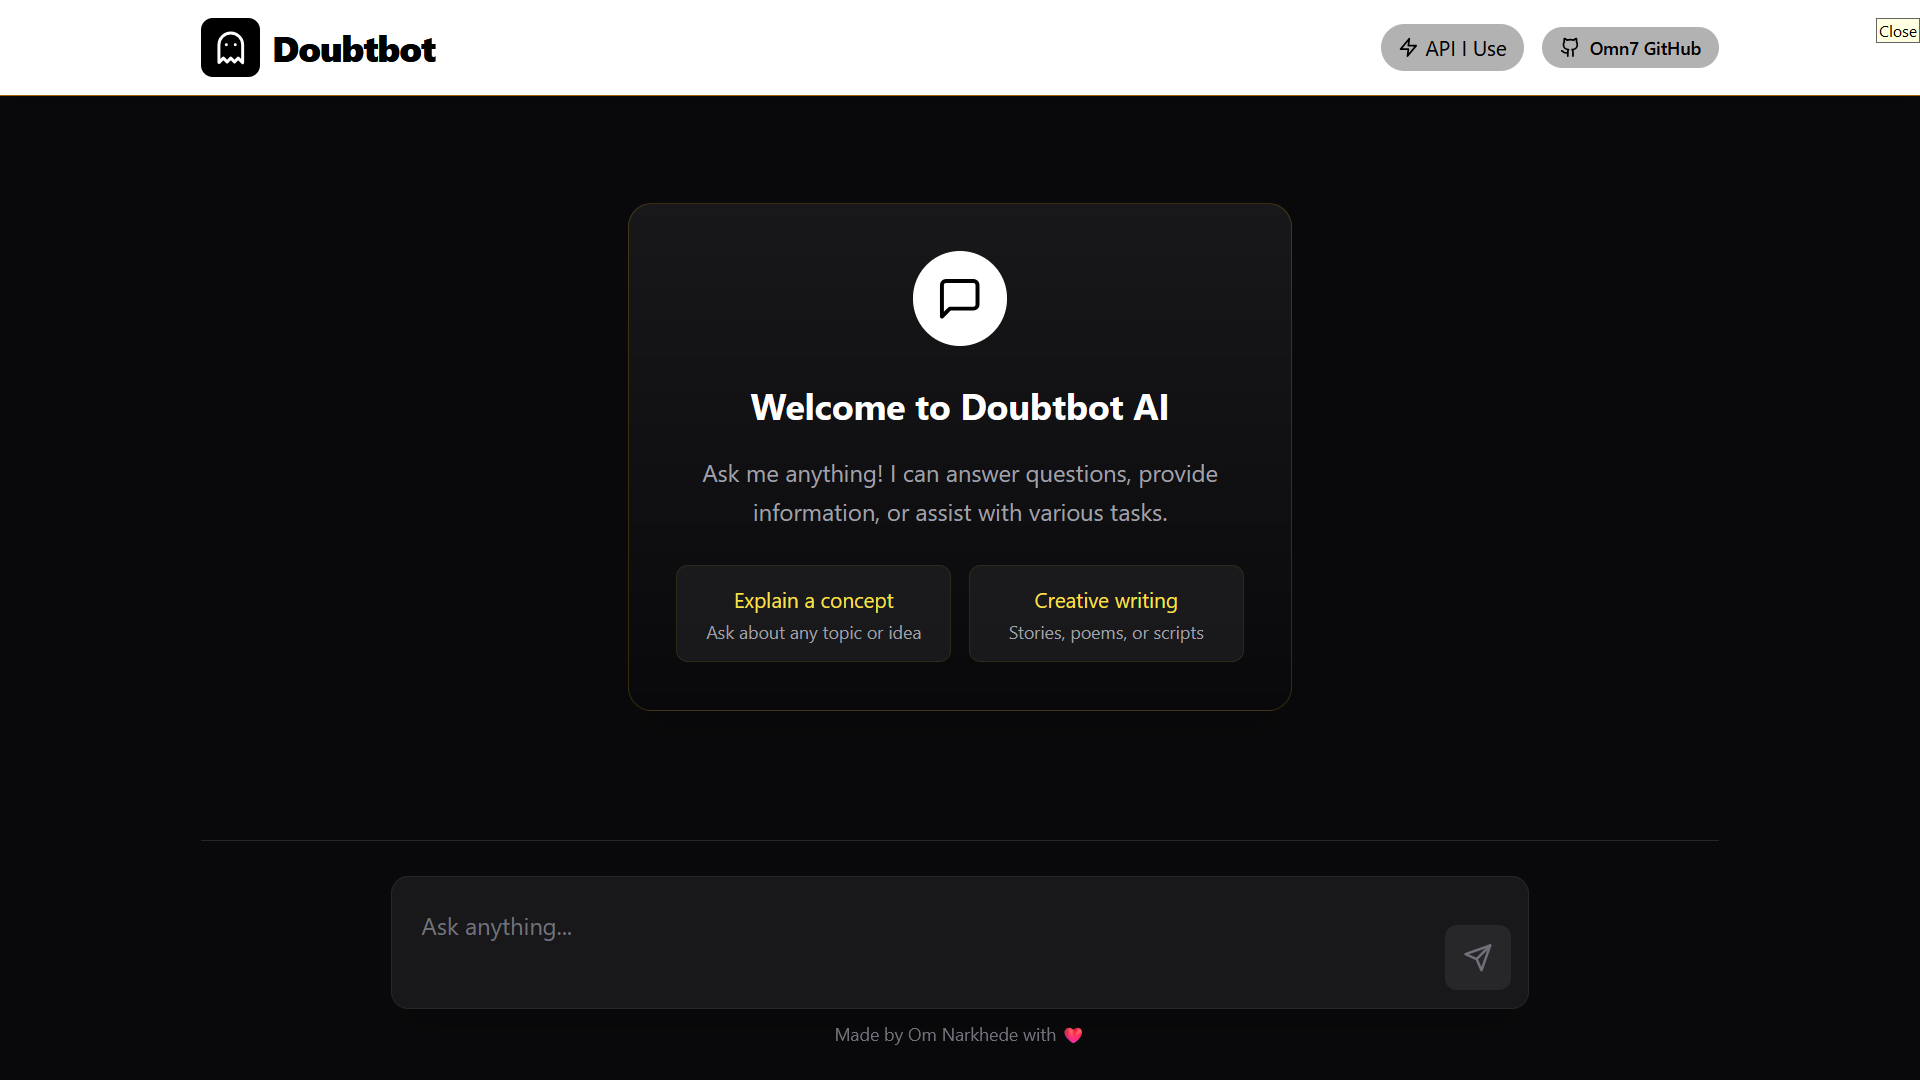 Doubtbot
API I Use
Omn7 GitHub
Close
Welcome to Doubtbot AI
Ask me anything! I can answer questions, provide
information, or assist with various tasks.
Explain a concept
Ask about any topic or idea
Creative writing
Stories, poems, or scripts
Ask anything...
Made by Om Narkhede with ❤️